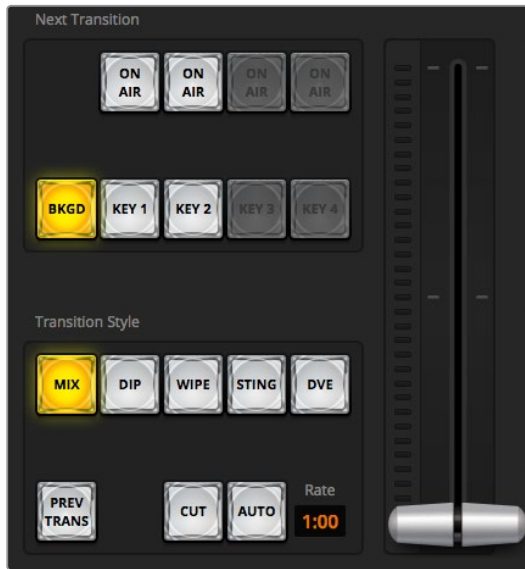 Next Transition
ON AIR ON AIR ON AIR ON AIR
BKGD KEY 1 KEY 2 KEY 3 KEY 4
Transition Style
MIX DIP WIPE STING DVE
PREV TRANS CUT AUTO Rate 1:00